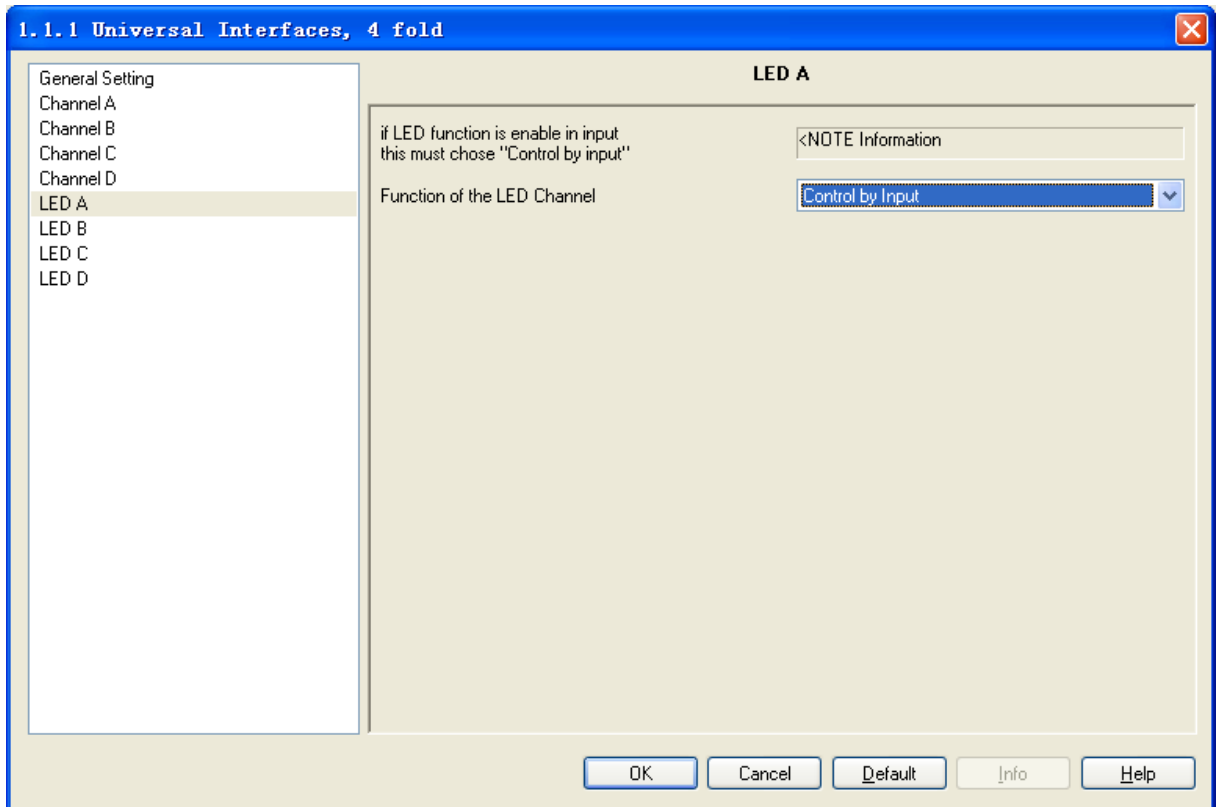 1.1.1 Universal Interfaces, 4 fold
General Setting
Channel A
Channel B
Channel C
Channel D
LED A
LED B
LED C
LED D
LED A
if LED function is enable in input
this must chose "Control by input"
<NOTE Information
Function of the LED Channel
Control by Input
OK
Cancel
Default
Info
Help